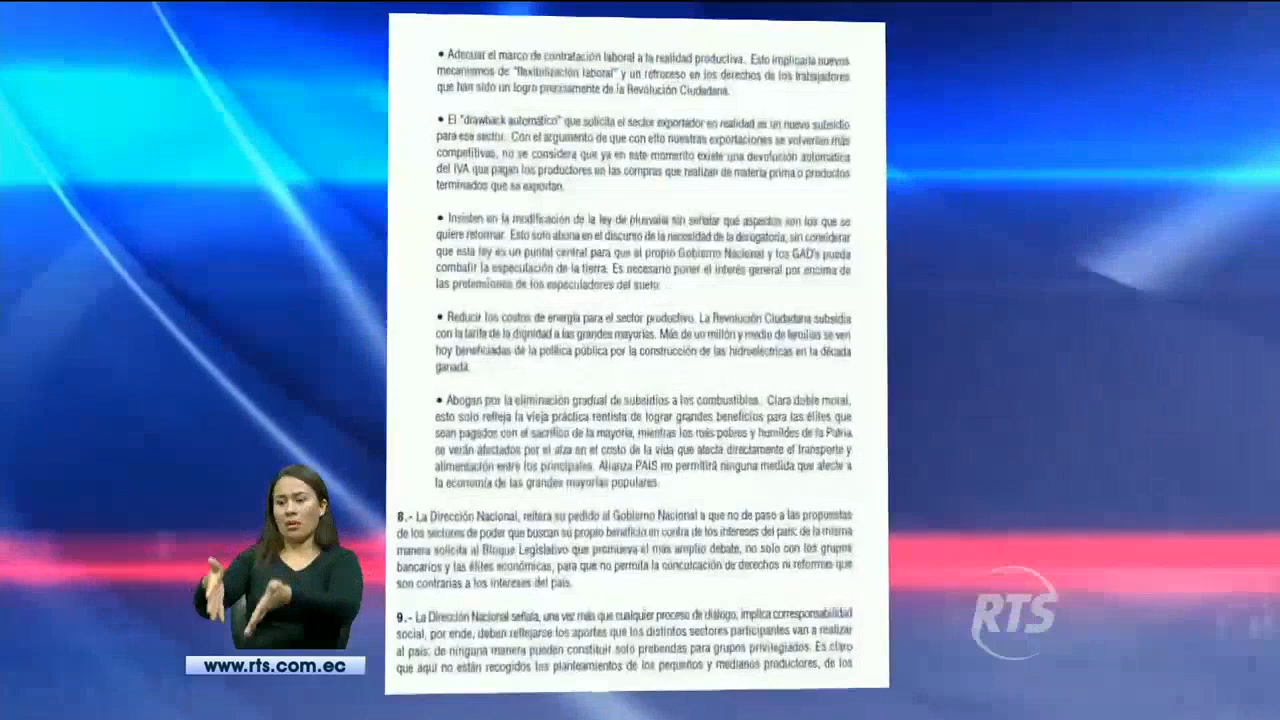 • Adecuar el marco de contratación laboral a la realidad productiva. Esto implicaría nuevos
mecanismos de "flexibilización laboral" y un retroceso en los derechos de los trabajadores
que han sido un logro precisamente de la Revolución Ciudadana.
• El "drawback automático" que solicita el sector exportador en realidad es un nuevo subsidio
para ese sector. Con el argumento de que con ello nuestras exportaciones se volverían más
competitivas, no se considera que ya en este momento existe una devolución automática
del IVA que pagan los productores en las compras que realizan de materia prima o productos
terminados que se exportan.
• Insisten en la modificación de la ley de plusvalía sin señalar qué aspectos son los que se
quiere reformar. Esto solo abona en el discurso de la necesidad de la derogatoria, sin considerar
que esta ley es un puntal central para que el propio Gobierno Nacional y los GAD's pueda
combatir la especulación de la tierra. Es necesario poner el interés general por encima de
las pretensiones de los especuladores del suelo.
• Reducir los costos de energía para el sector productivo. La Revolución Ciudadana subsidia
con la tarifa de la dignidad a las grandes mayorías. Más de un millón y medio de familias se ven
hoy beneficiadas de la política pública por la construcción de las hidroeléctricas en la década
ganada.
• Abogan por la eliminación gradual de subsidios a los combustibles. Clara doble moral,
esto solo refleja la vieja práctica rentista de lograr grandes beneficios para las élites que
sean pagados con el sacrificio de la mayoría, mientras los más pobres y humildes de la Patria
se verán afectados por el alza en el costo de la vida que afecta directamente el transporte y
alimentación entre los principales. Alianza PAIS no permitirá ninguna medida que afecte a
la economía de las grandes mayorías populares.
8.- La Dirección Nacional, reitera su pedido al Gobierno Nacional a que no de paso a las propuestas
de los sectores de poder que buscan su propio beneficio en contra de los intereses del país; de la misma
manera solicita al Bloque Legislativo que promueva el más amplio debate, no solo con los grupos
bancarios y las élites económicas, para que no permita la conculcación de derechos ni reformas que
son contrarias a los intereses del país.
9.- La Dirección Nacional señala, una vez más que cualquier proceso de diálogo, implica corresponsabilidad
social, por ende, deben reflejarse los aportes que los distintos sectores participantes van a realizar
al país; de ninguna manera pueden constituir solo prebendas para grupos privilegiados. Es claro
que aquí no están recogidos los planteamientos de los pequeños y medianos productores, de los
www.rts.com.ec
RTS